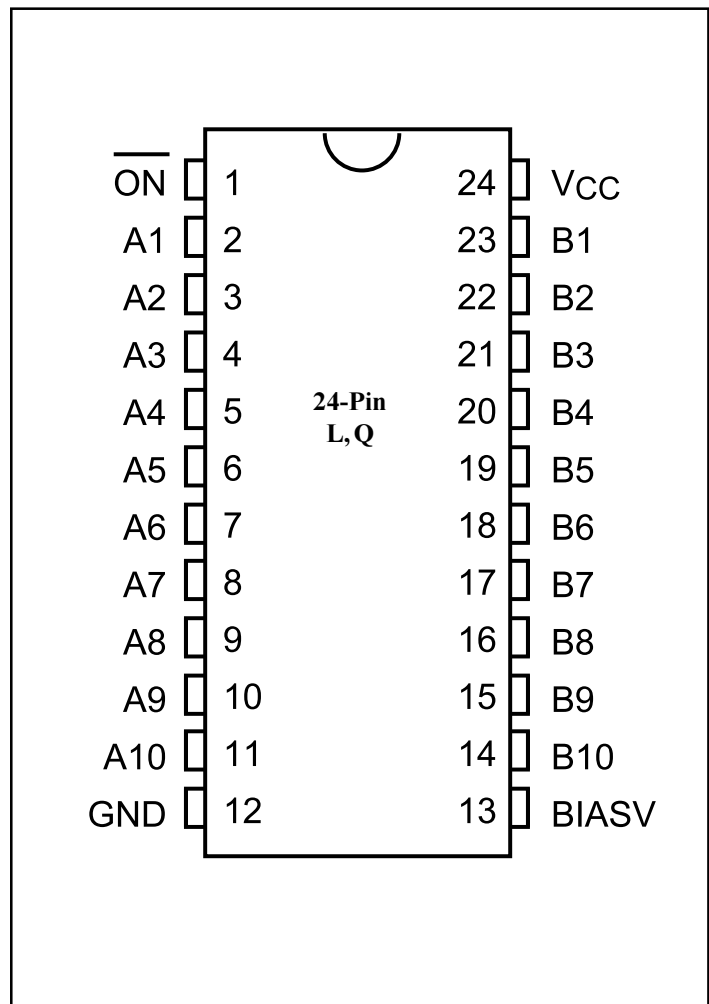 O̅N̅ 1 24 VCC
A1 2 23 B1
A2 3 22 B2
A3 4 21 B3
A4 5 24-Pin 20 B4
L, Q
A5 6 19 B5
A6 7 18 B6
A7 8 17 B7
A8 9 16 B8
A9 10 15 B9
A10 11 14 B10
GND 12 13 BIASV